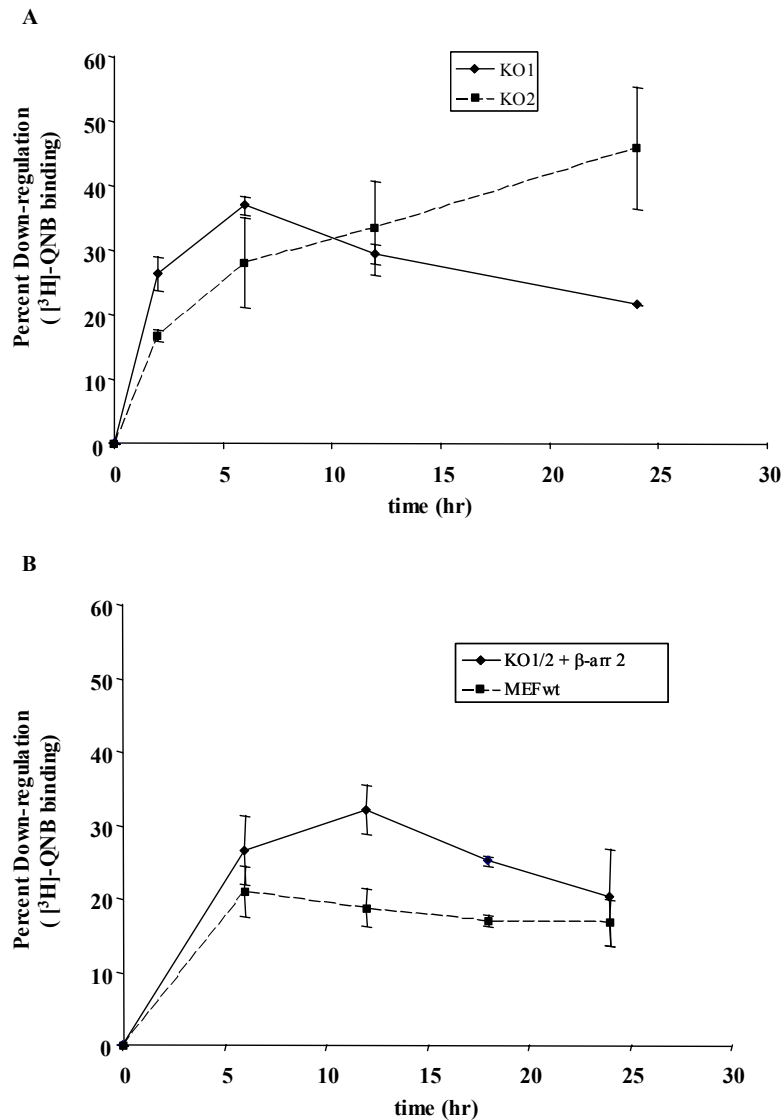 A
60
50
40
30
20
10
0
Percent Down-regulation
( [³H]-QNB binding)
KO1
KO2
0 5 10 15 20 25 30
time (hr)
B
60
50
40
30
20
10
0
Percent Down-regulation
( [³H]-QNB binding)
KO1/2 + β-arr 2
MEFwt
0 5 10 15 20 25 30
time (hr)